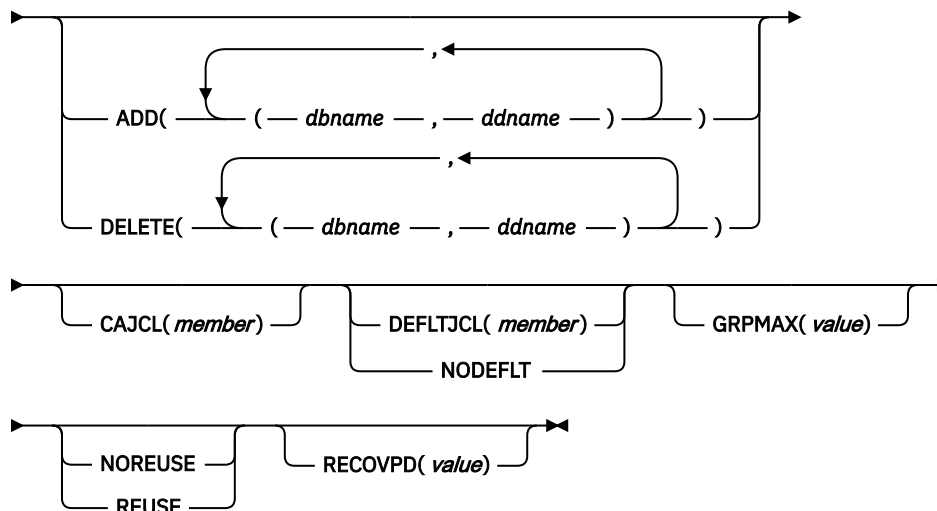 ,
ADD( ( dbname , ddname ) )
,
DELETE( ( dbname , ddname ) )
CAJCL( member) DEFLTJCL( member) GRPMAX( value)
NODEFLT
NOREUSE RECOVPD( value)
REUSE